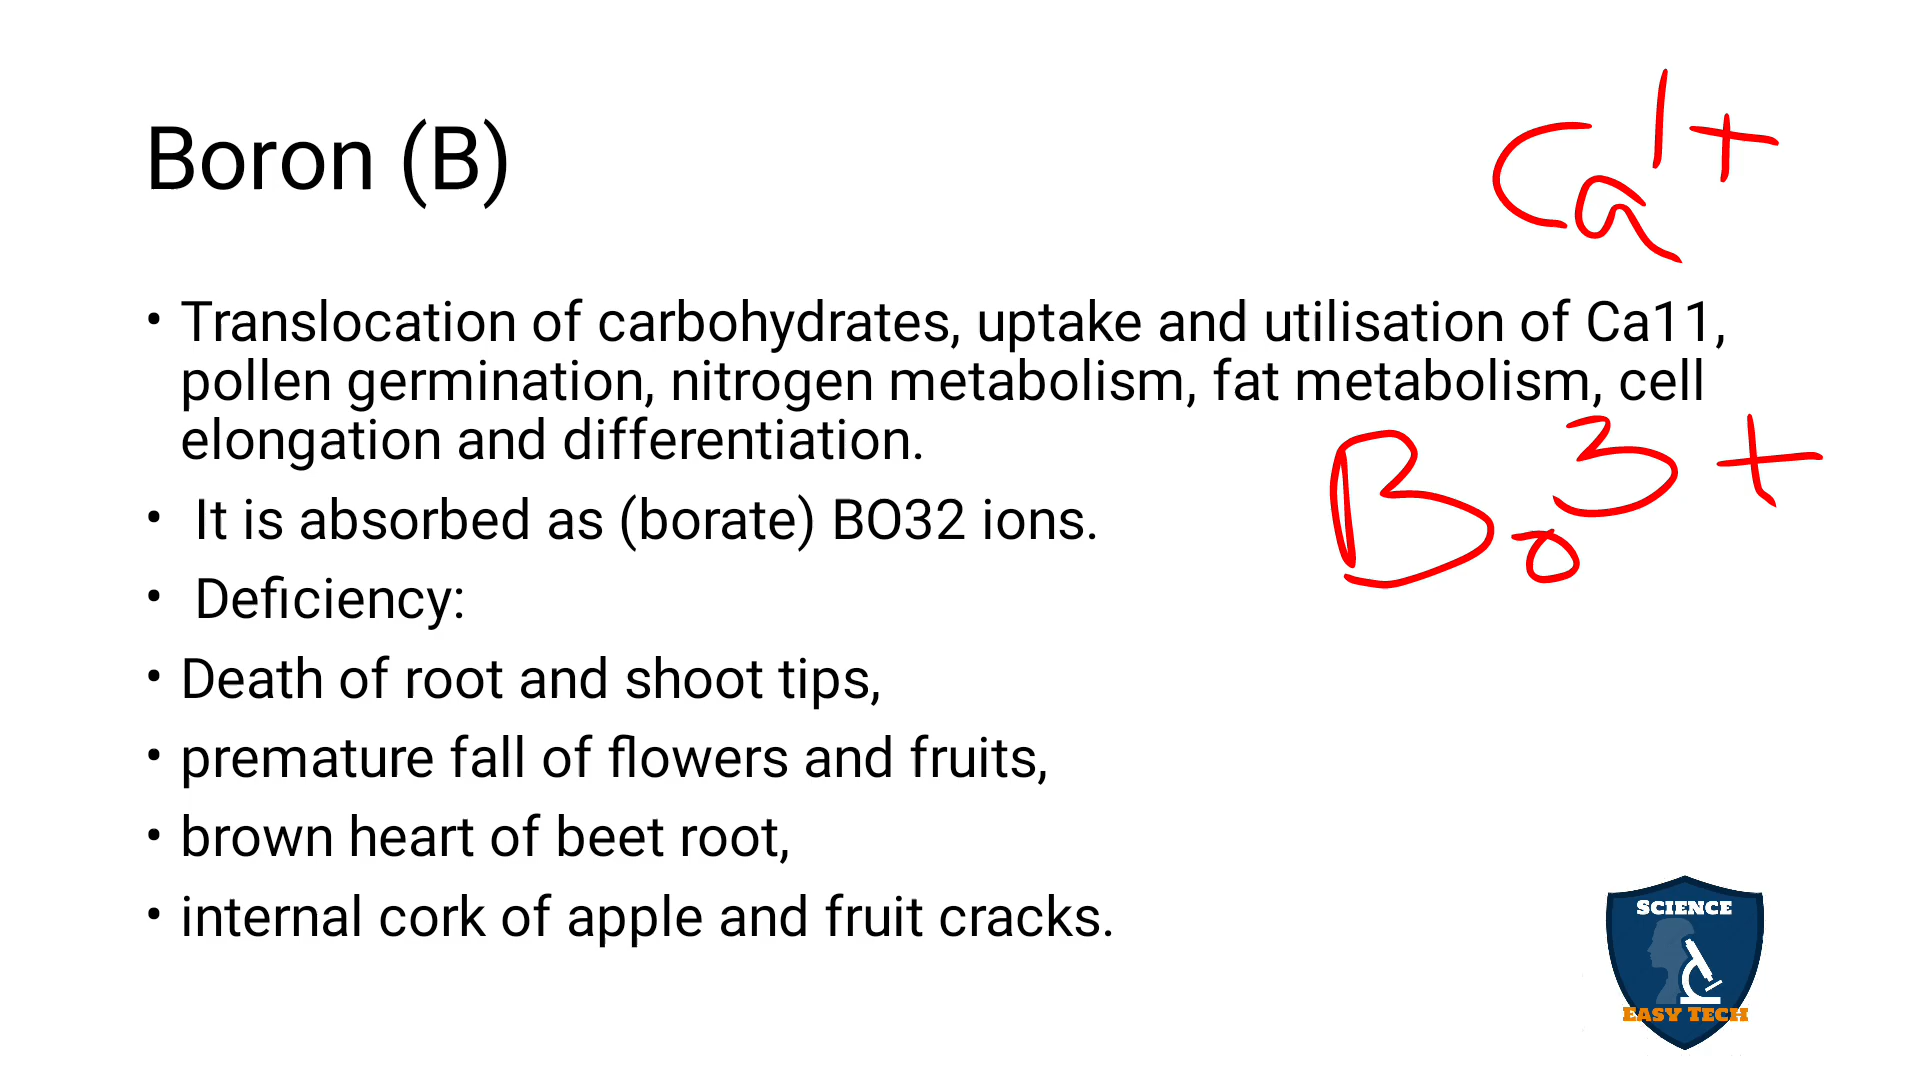 Boron (B)
Ca1+
• Translocation of carbohydrates, uptake and utilisation of Ca11,
pollen germination, nitrogen metabolism, fat metabolism, cell
elongation and differentiation.
Bo3+
• It is absorbed as (borate) BO32 ions.
• Deficiency:
• Death of root and shoot tips,
• premature fall of flowers and fruits,
• brown heart of beet root,
• internal cork of apple and fruit cracks.
SCIENCE
EASY TECH